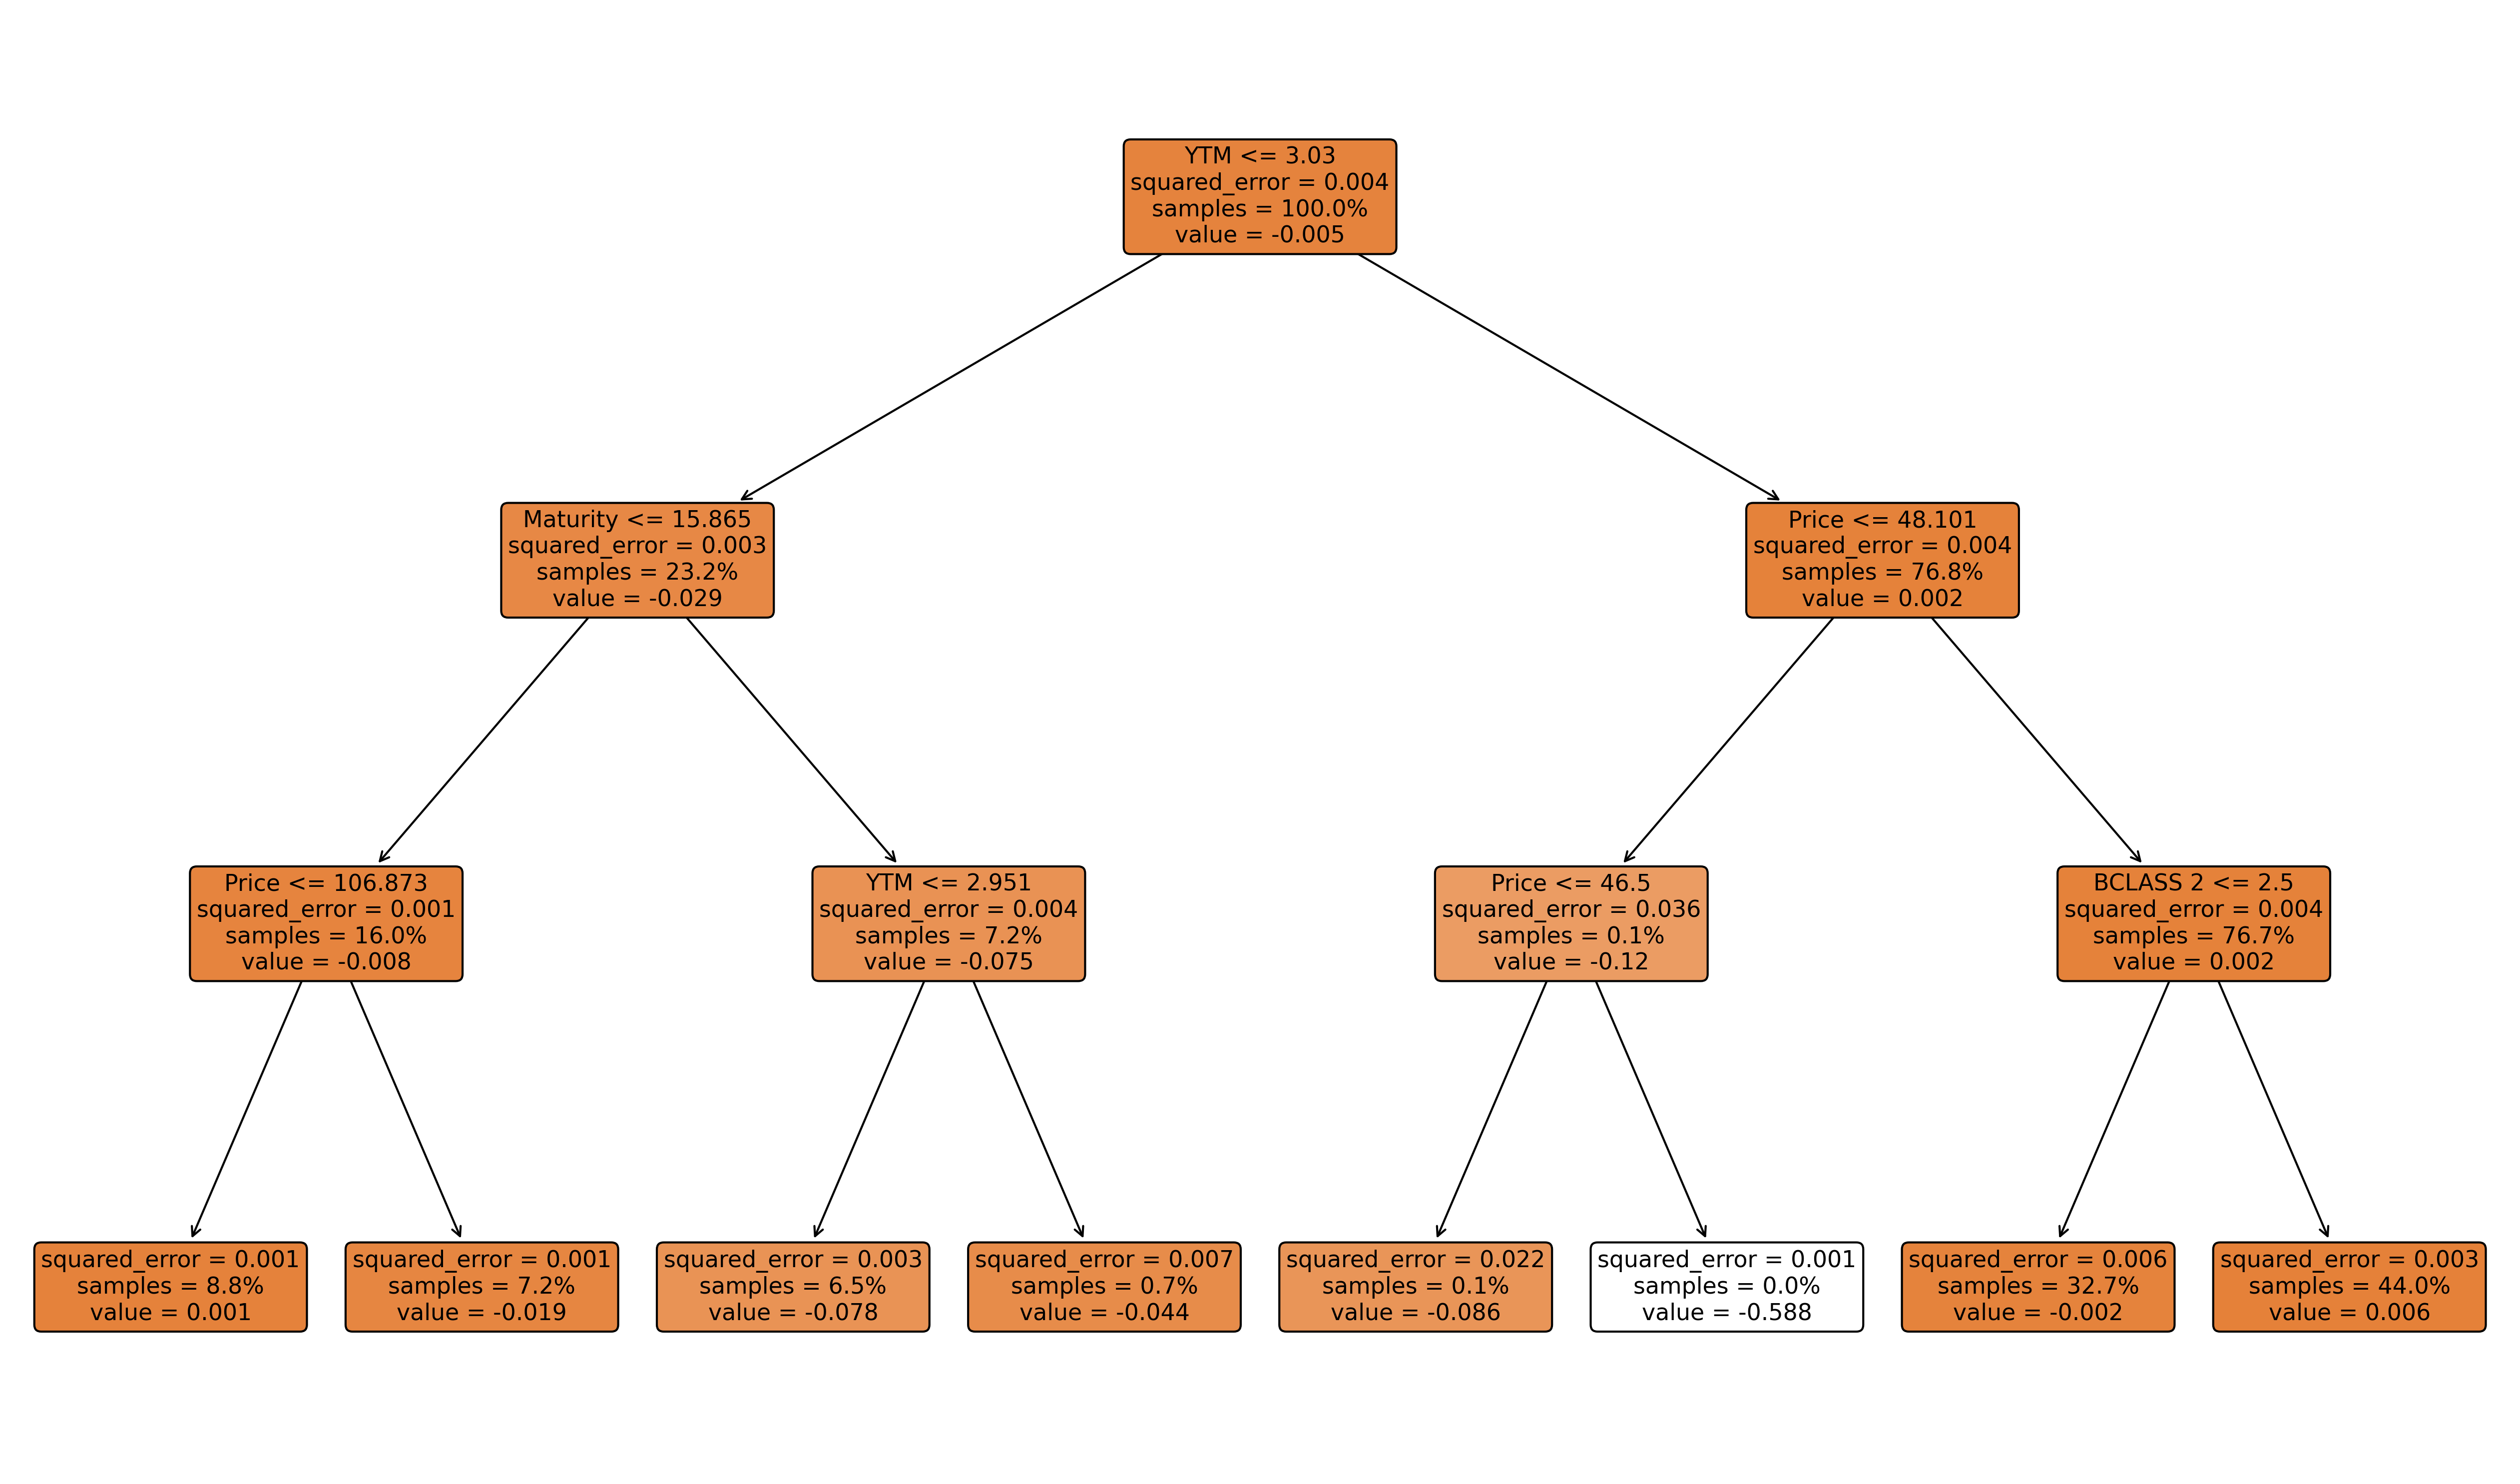 YTM <= 3.03
squared_error = 0.004
samples = 100.0%
value = -0.005
Maturity <= 15.865
squared_error = 0.003
samples = 23.2%
value = -0.029
Price <= 48.101
squared_error = 0.004
samples = 76.8%
value = 0.002
Price <= 106.873
squared_error = 0.001
samples = 16.0%
value = -0.008
YTM <= 2.951
squared_error = 0.004
samples = 7.2%
value = -0.075
Price <= 46.5
squared_error = 0.036
samples = 0.1%
value = -0.12
BCLASS 2 <= 2.5
squared_error = 0.004
samples = 76.7%
value = 0.002
squared_error = 0.001
samples = 8.8%
value = 0.001
squared_error = 0.001
samples = 7.2%
value = -0.019
squared_error = 0.003
samples = 6.5%
value = -0.078
squared_error = 0.007
samples = 0.7%
value = -0.044
squared_error = 0.022
samples = 0.1%
value = -0.086
squared_error = 0.001
samples = 0.0%
value = -0.588
squared_error = 0.006
samples = 32.7%
value = -0.002
squared_error = 0.003
samples = 44.0%
value = 0.006